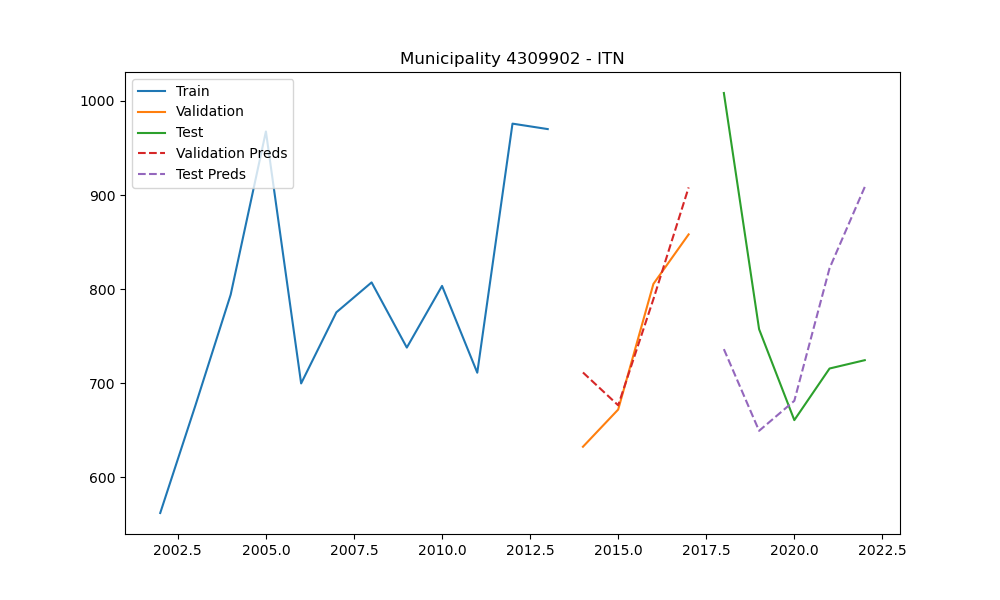 Municipality 4309902 - ITN
Train
Validation
Test
Validation Preds
Test Preds
1000
900
800
700
600
2002.5 2005.0 2007.5 2010.0 2012.5 2015.0 2017.5 2020.0 2022.5